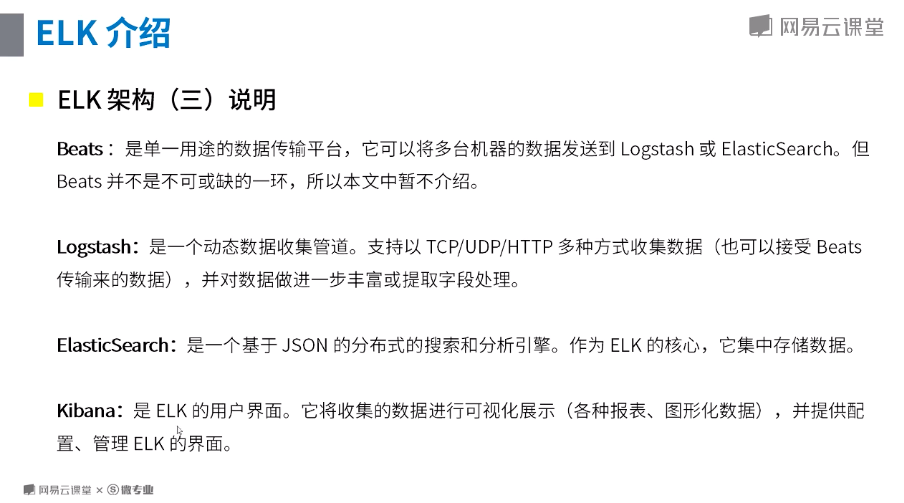 ELK 介绍
网易云课堂
ELK 架构（三）说明
Beats： 是单一用途的数据传输平台，它可以将多台机器的数据发送到 Logstash 或 ElasticSearch。但
Beats 并不是不可或缺的一环，所以本文中暂不介绍。
Logstash：是一个动态数据收集管道。支持以 TCP/UDP/HTTP 多种方式收集数据（也可以接受 Beats
传输来的数据），并对数据做进一步丰富或提取字段处理。
ElasticSearch：是一个基于 JSON 的分布式的搜索和分析引擎。作为 ELK 的核心，它集中存储数据。
Kibana：是 ELK 的用户界面。它将收集的数据进行可视化展示（各种报表、图形化数据），并提供配
置、管理 ELK 的界面。
网易云课堂 × 微专业